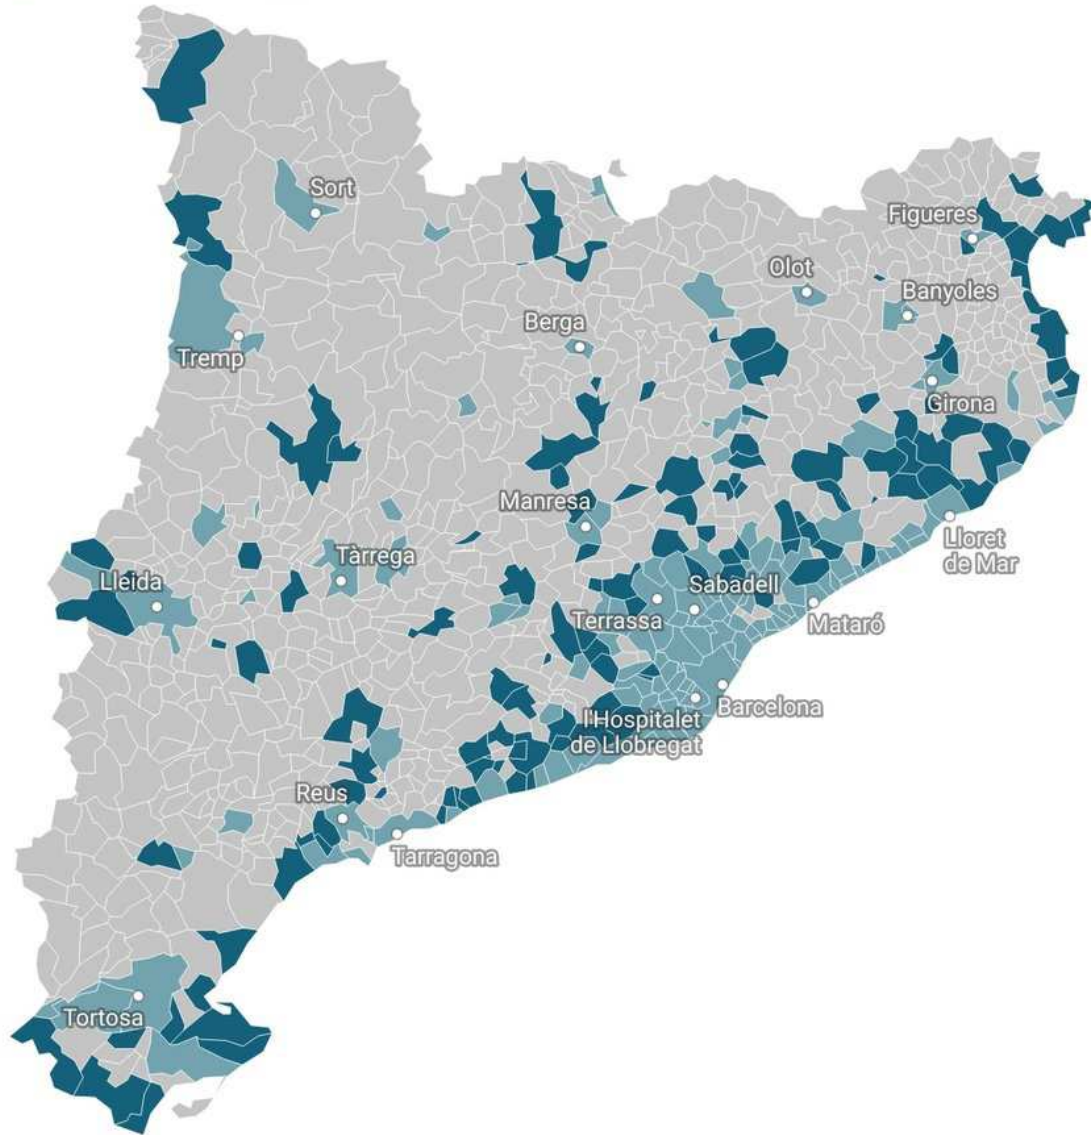 Sort
Figueres
Olot
Banyoles
Berga
Tremp
Girona
Manresa
Lloret
de Mar
Tàrrega
Lleida
Sabadell
Terrassa
Mataró
Barcelona
l'Hospitalet
de Llobregat
Reus
Tarragona
Tortosa